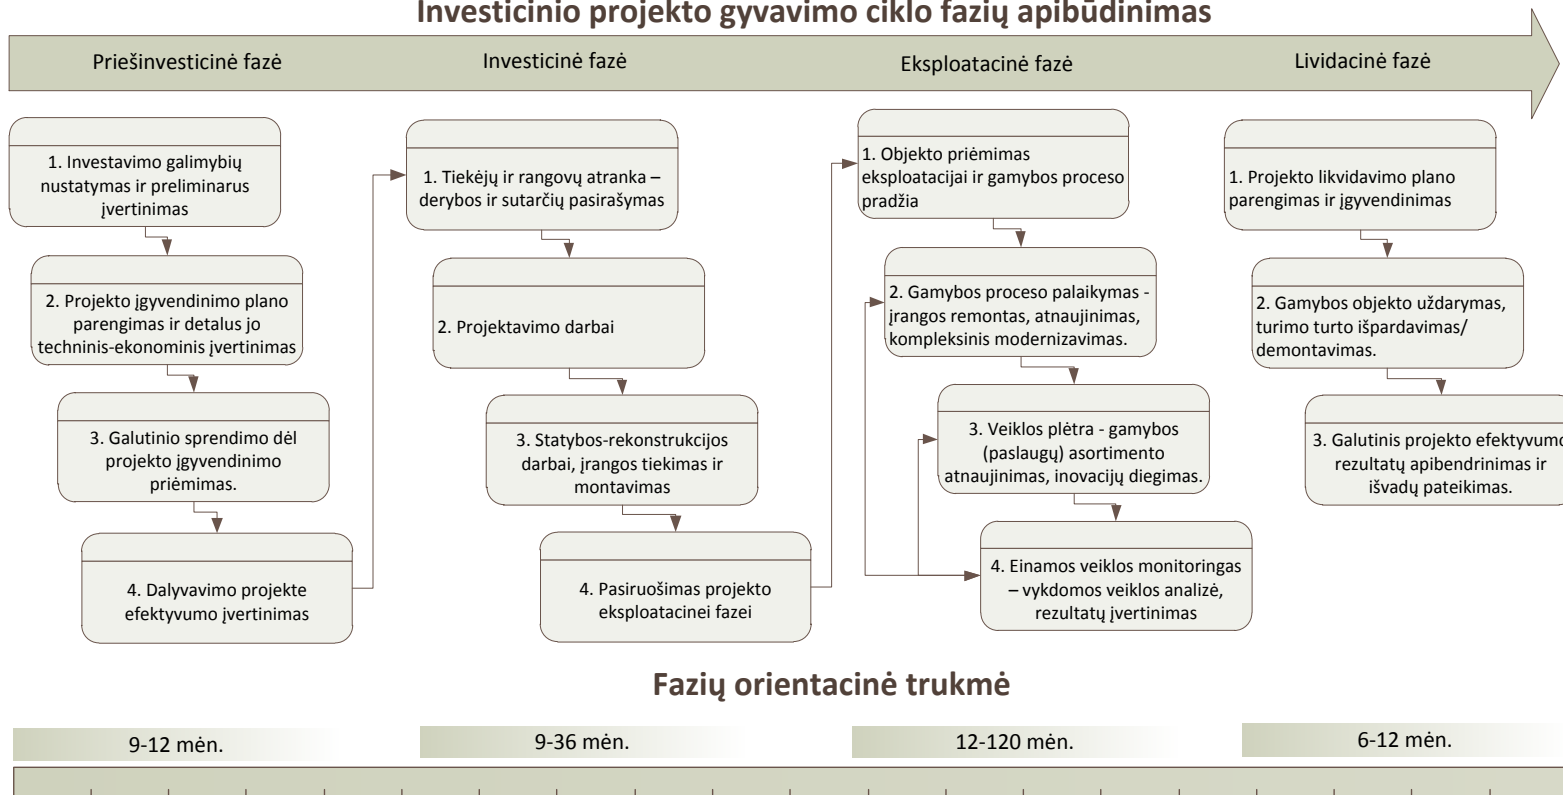 Investicinio projekto gyvavimo ciklo fazių apibūdinimas
Priešinvesticinė fazė
Investicinė fazė
Eksploatacinė fazė
Lividacinė fazė
1. Investavimo galimybių
nustatymas ir preliminarus
įvertinimas
2. Projekto įgyvendinimo plano
parengimas ir detalus jo
techninis-ekonominis įvertinimas
3. Galutinio sprendimo dėl
projekto įgyvendinimo
priėmimas.
4. Dalyvavimo projekte
efektyvumo įvertinimas
1. Tiekėjų ir rangovų atranka –
derybos ir sutarčių pasirašymas
2. Projektavimo darbai
3. Statybos-rekonstrukcijos
darbai, įrangos tiekimas ir
montavimas
4. Pasiruošimas projekto
eksploatacinei fazei
1. Objekto priėmimas
eksploatacijai ir gamybos proceso
pradžia
2. Gamybos proceso palaikymas -
įrangos remontas, atnaujinimas,
kompleksinis modernizavimas.
3. Veiklos plėtra - gamybos
(paslaugų) asortimento
atnaujinimas, inovacijų diegimas.
4. Einamos veiklos monitoringas
– vykdomos veiklos analizė,
rezultatų įvertinimas
1. Projekto likvidavimo plano
parengimas ir įgyvendinimas
2. Gamybos objekto uždarymas,
turimo turto išpardavimas/
demontavimas.
3. Galutinis projekto efektyvumo
rezultatų apibendrinimas ir
išvadų pateikimas.
Fazių orientacinė trukmė
9-12 mėn.
9-36 mėn.
12-120 mėn.
6-12 mėn.